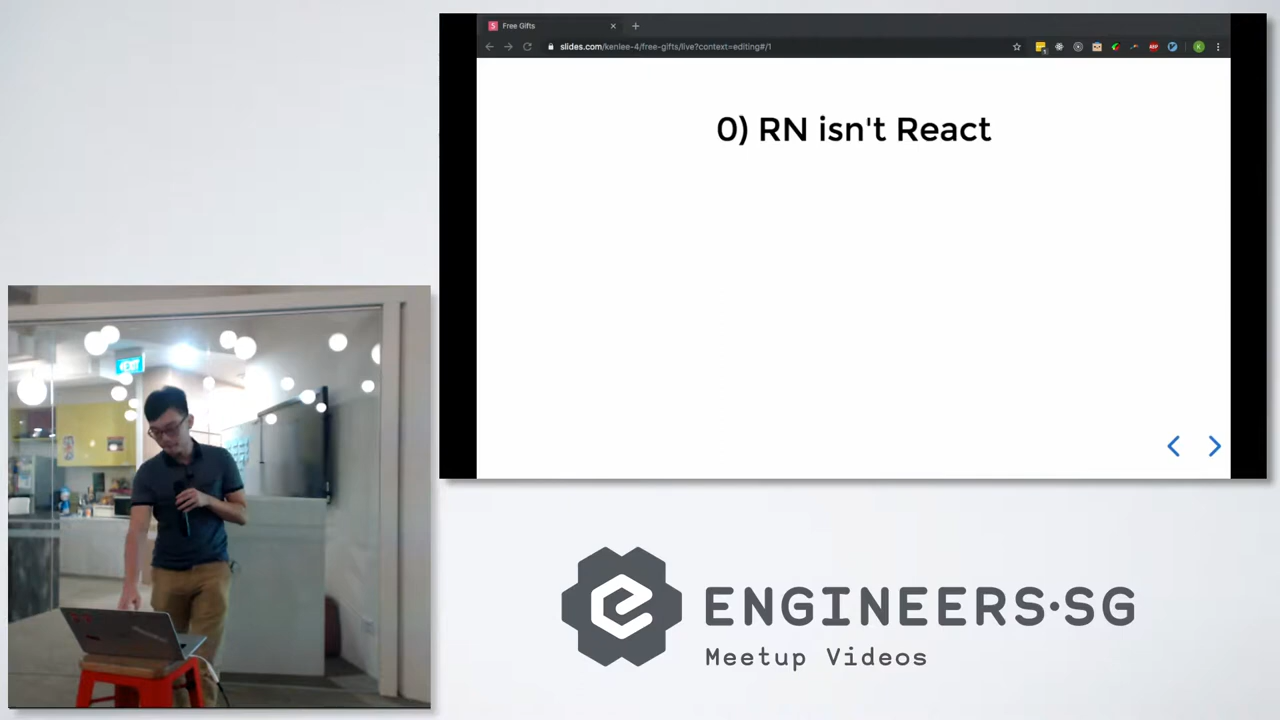 Free Gifts
slides.com/kenlee-4/free-gifts/live?context=editing#/1
0) RN isn't React
EXIT
ENGINEERS·SG
Meetup Videos